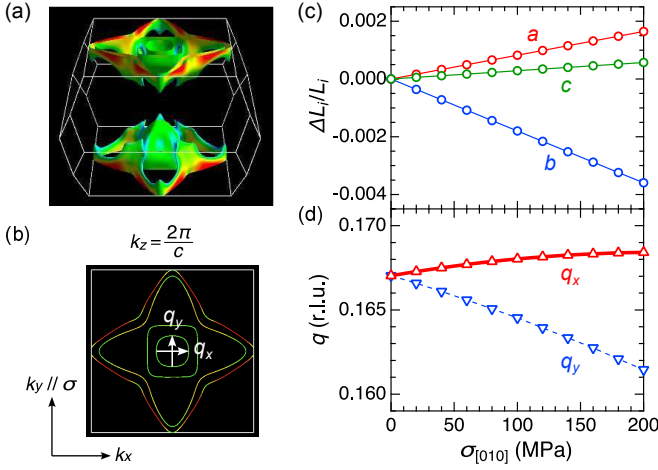 (a)
(b)
k_z = 2π/c
q_y
q_x
k_y // σ
k_x
(c)
0.002
0.000
-0.002
-0.004
ΔL_i/L_i
a
c
b
(d)
0.170
0.165
0.160
q (r.l.u.)
q_x
q_y
0 50 100 150 200
σ_[010] (MPa)